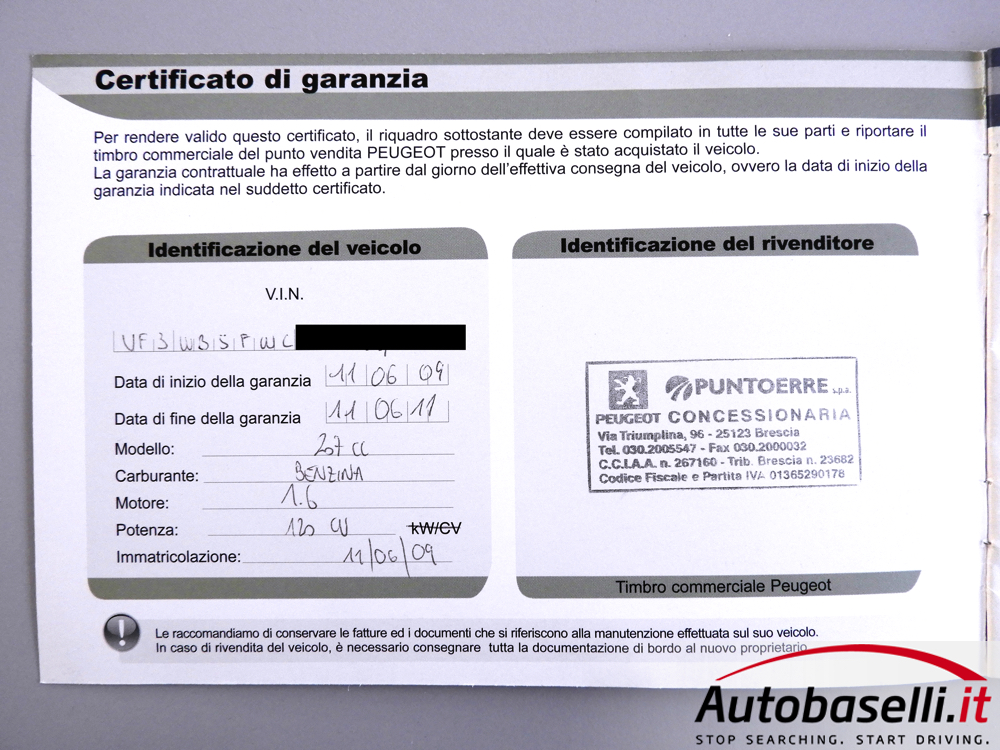 Certificato di garanzia
Per rendere valido questo certificato, il riquadro sottostante deve essere compilato in tutte le sue parti e riportare il
timbro commerciale del punto vendita PEUGEOT presso il quale è stato acquistato il veicolo.
La garanzia contrattuale ha effetto a partire dal giorno dell'effettiva consegna del veicolo, ovvero la data di inizio della
garanzia indicata nel suddetto certificato.
Identificazione del veicolo
V.I.N.
VF3WB5FWC
Data di inizio della garanzia 11 06 09
Data di fine della garanzia 11 06 11
Modello: 207 CC
Carburante: BENZINA
Motore: 1.6
Potenza: 120 CV kW/CV
Immatricolazione: 11/06/09
Identificazione del rivenditore
PUNTOERRE s.p.a.
PEUGEOT CONCESSIONARIA
Via Triumplina, 96 - 25123 Brescia
Tel. 030.2005547 - Fax 030.2000032
C.C.I.A.A. n. 267160 - Trib. Brescia n. 23682
Codice Fiscale e Partita IVA 01365290178
Timbro commerciale Peugeot
Le raccomandiamo di conservare le fatture ed i documenti che si riferiscono alla manutenzione effettuata sul suo veicolo.
In caso di rivendita del veicolo, è necessario consegnare tutta la documentazione di bordo al nuovo proprietario.
Autobaselli.it
STOP SEARCHING. START DRIVING.